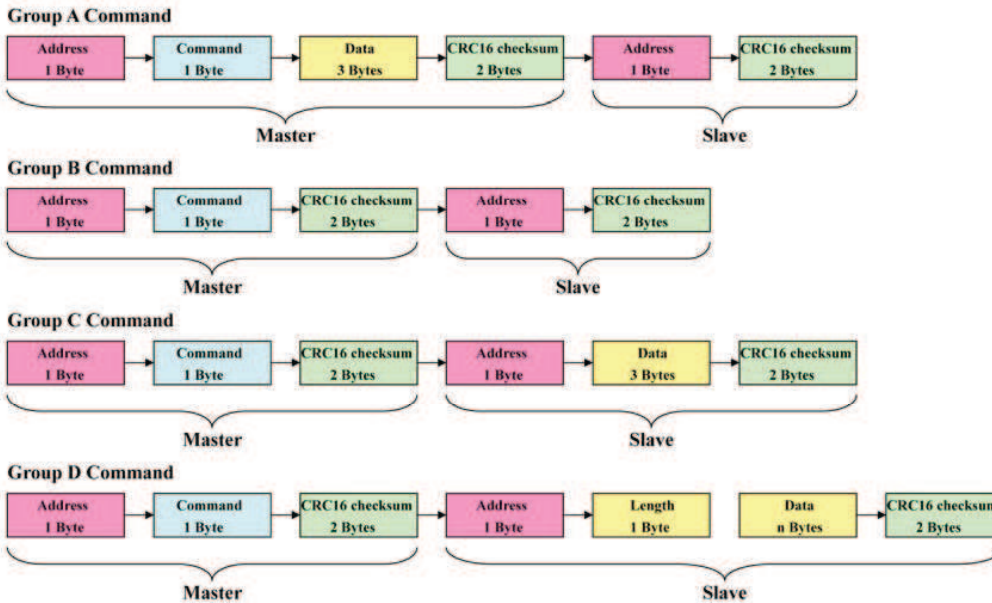 Group A Command
Address Command Data CRC16 checksum Address CRC16 checksum
1 Byte 1 Byte 3 Bytes 2 Bytes 1 Byte 2 Bytes
Master Slave
Group B Command
Address Command CRC16 checksum Address CRC16 checksum
1 Byte 1 Byte 2 Bytes 1 Byte 2 Bytes
Master Slave
Group C Command
Address Command CRC16 checksum Address Data CRC16 checksum
1 Byte 1 Byte 2 Bytes 1 Byte 3 Bytes 2 Bytes
Master Slave
Group D Command
Address Command CRC16 checksum Address Length Data CRC16 checksum
1 Byte 1 Byte 2 Bytes 1 Byte 1 Byte n Bytes 2 Bytes
Master Slave